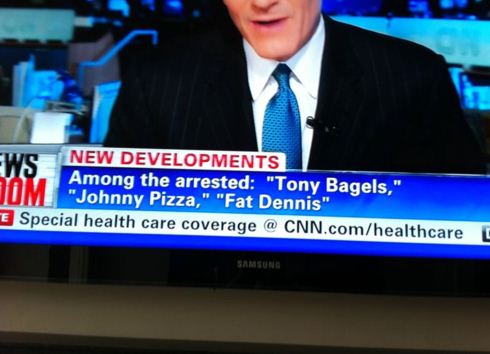 NEW DEVELOPMENTS
EWS
OOM
Among the arrested: "Tony Bagels,"
"Johnny Pizza," "Fat Dennis"
Special health care coverage @ CNN.com/healthcare
SAMSUNG